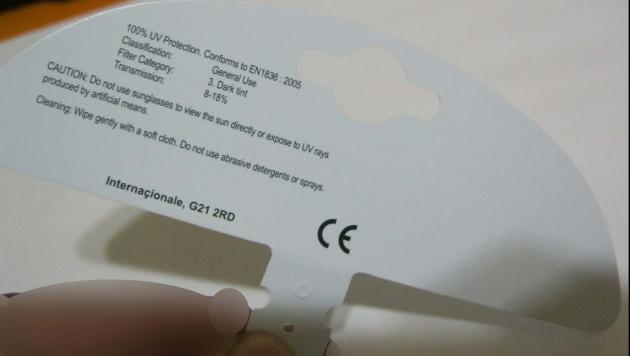 100% UV Protection. Conforms to EN1836 : 2005
Classification: General Use
Filter Category: 3. Dark tint
Transmission: 8-18%
CAUTION: Do not use sunglasses to view the sun directly or expose to UV rays
produced by artificial means.
Cleaning: Wipe gently with a soft cloth. Do not use abrasive detergents or sprays.
Internaçionale, G21 2RD
CE